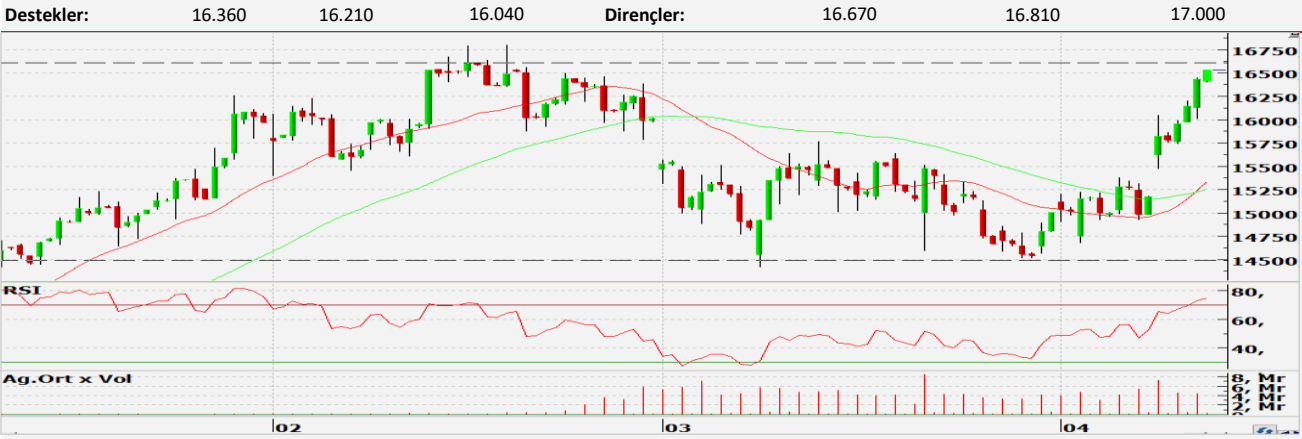 Destekler: 16.360 16.210 16.040 Dirençler: 16.670 16.810 17.000
16750
16500
16250
16000
15750
15500
15250
15000
14750
14500
RSI
80,
60,
40,
Ag.Ort x Vol
8, Mr
6, Mr
4, Mr
2, Mr
02 03 04